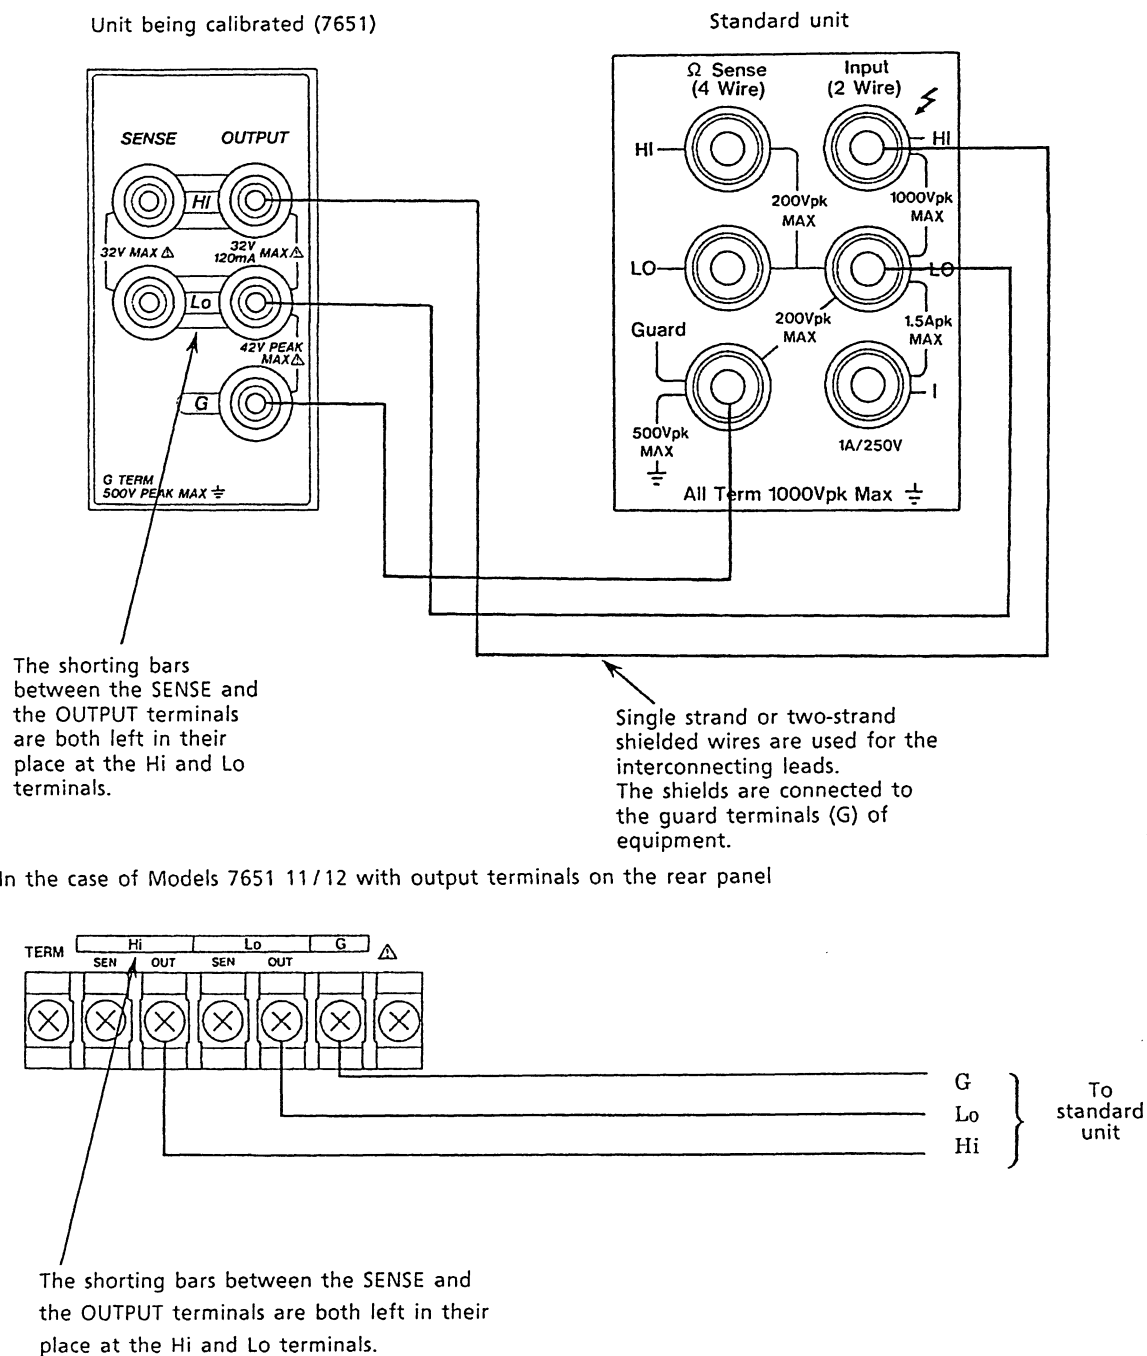 Unit being calibrated (7651)
Standard unit
SENSE OUTPUT
HI
32V MAX ⚠
32V
120mA MAX ⚠
Lo
42V PEAK
MAX ⚠
G
G TERM
500V PEAK MAX ⏚
Ω Sense
(4 Wire)
Input
(2 Wire)
HI
HI
200Vpk
MAX
1000Vpk
MAX
LO
LO
Guard
200Vpk
MAX
1.5Apk
MAX
I
500Vpk
MAX
1A/250V
All Term 1000Vpk Max ⏚
The shorting bars
between the SENSE and
the OUTPUT terminals
are both left in their
place at the Hi and Lo
terminals.
Single strand or two-strand
shielded wires are used for the
interconnecting leads.
The shields are connected to
the guard terminals (G) of
equipment.
In the case of Models 7651 11/12 with output terminals on the rear panel
TERM Hi Lo G ⚠
SEN OUT SEN OUT
G
Lo
Hi
To
standard
unit
The shorting bars between the SENSE and
the OUTPUT terminals are both left in their
place at the Hi and Lo terminals.